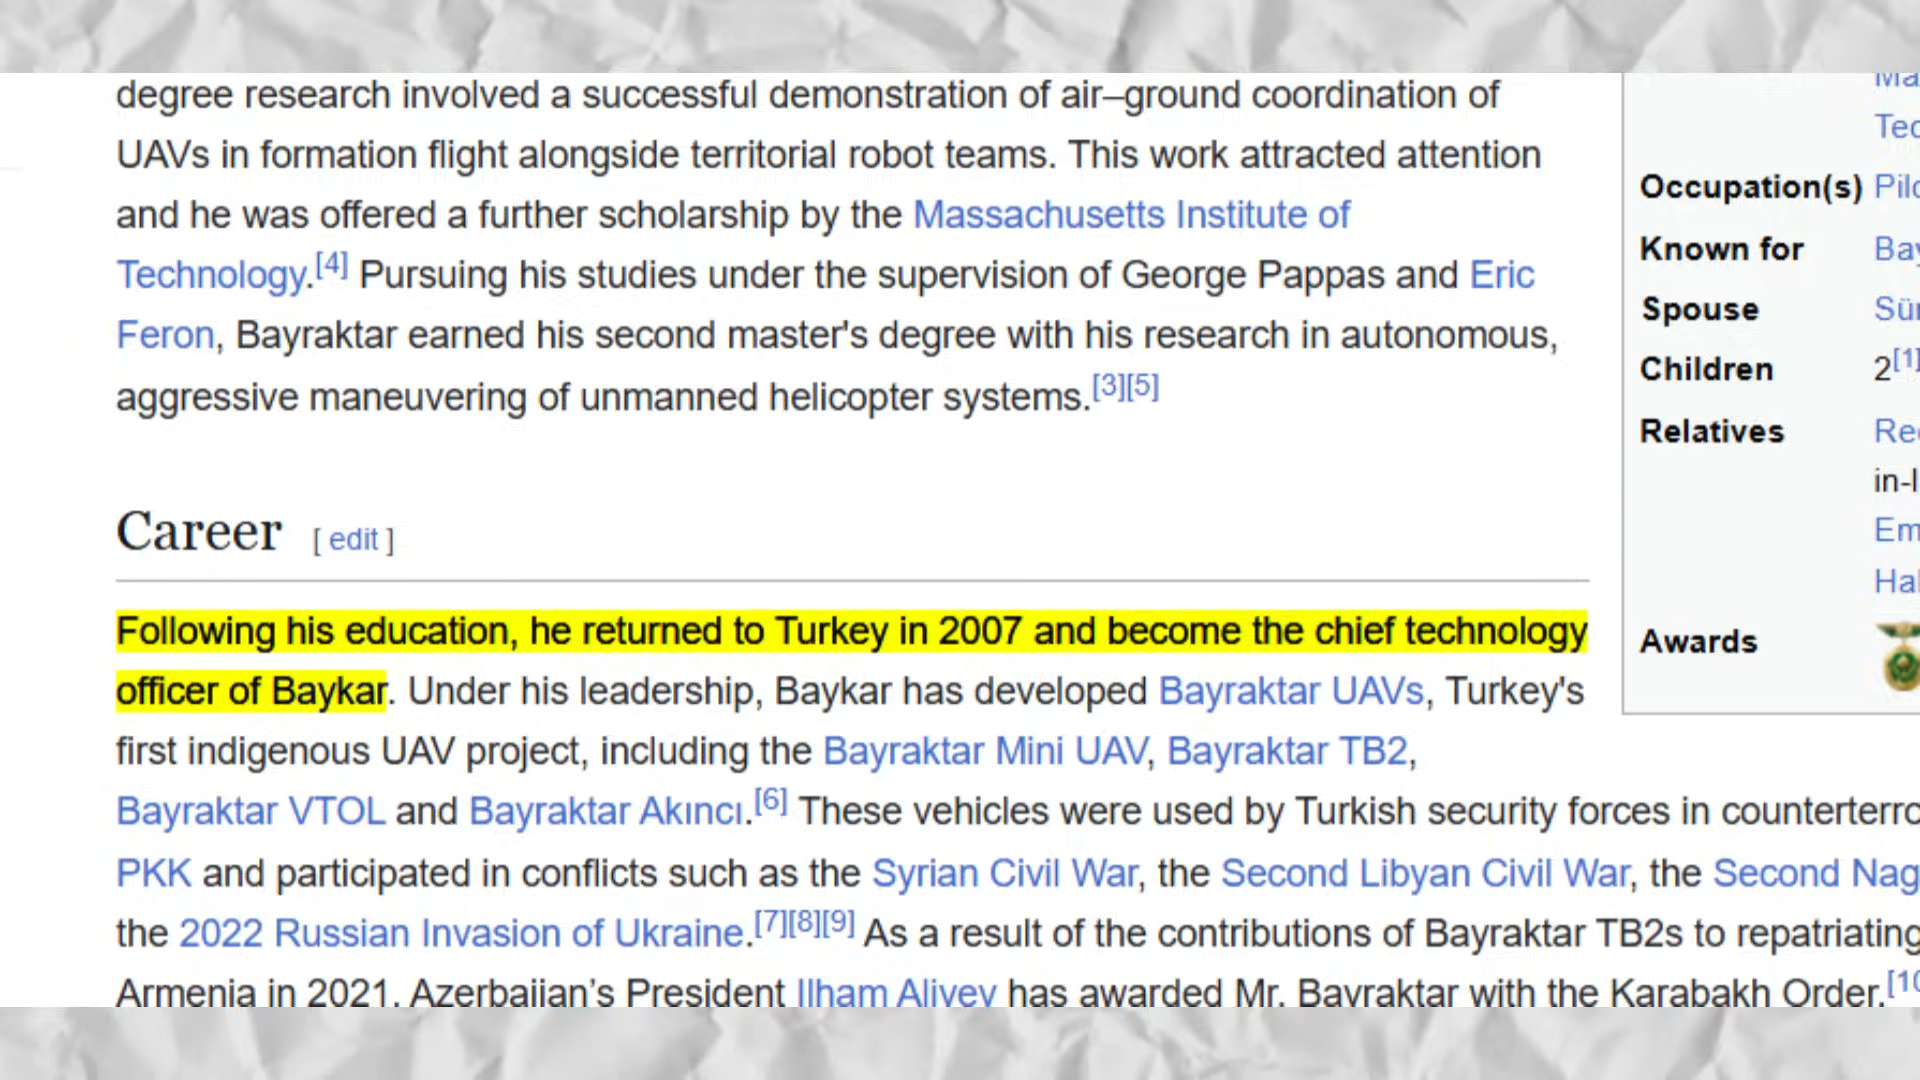 degree research involved a successful demonstration of air–ground coordination of
UAVs in formation flight alongside territorial robot teams. This work attracted attention
and he was offered a further scholarship by the Massachusetts Institute of
Technology.[4] Pursuing his studies under the supervision of George Pappas and Eric
Feron, Bayraktar earned his second master's degree with his research in autonomous,
aggressive maneuvering of unmanned helicopter systems.[3][5]
Career [ edit ]
Following his education, he returned to Turkey in 2007 and become the chief technology
officer of Baykar. Under his leadership, Baykar has developed Bayraktar UAVs, Turkey's
first indigenous UAV project, including the Bayraktar Mini UAV, Bayraktar TB2,
Bayraktar VTOL and Bayraktar Akıncı.[6] These vehicles were used by Turkish security forces in
PKK and participated in conflicts such as the Syrian Civil War, the Second Libyan Civil War, the Second
the 2022 Russian Invasion of Ukraine.[7][8][9] As a result of the contributions of Bayraktar TB2s to repatriating
Armenia in 2021, Azerbaijan’s President Ilham Aliyev has awarded Mr. Bayraktar with the Karabakh Order.
Occupation(s)
Known for
Spouse
Children 2[1]
Relatives
Awards